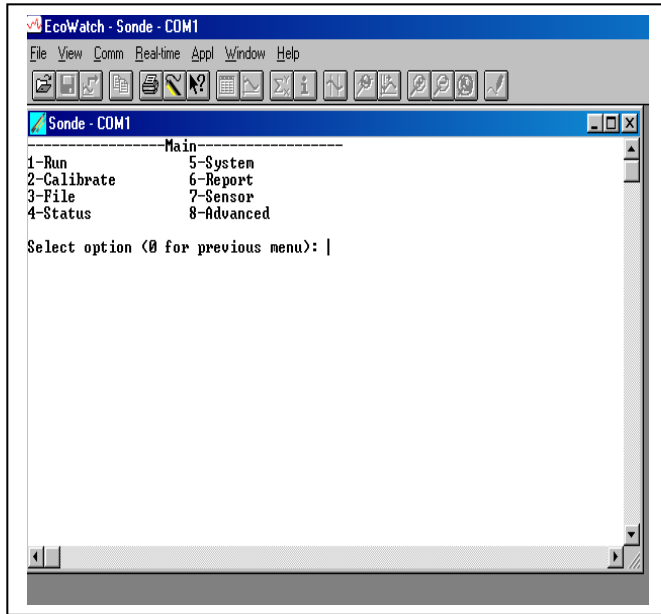 EcoWatch - Sonde - COM1
File View Comm Real-time Appl Window Help
Sonde - COM1
------------------Main-------------------
1-Run 5-System
2-Calibrate 6-Report
3-File 7-Sensor
4-Status 8-Advanced
Select option (0 for previous menu):